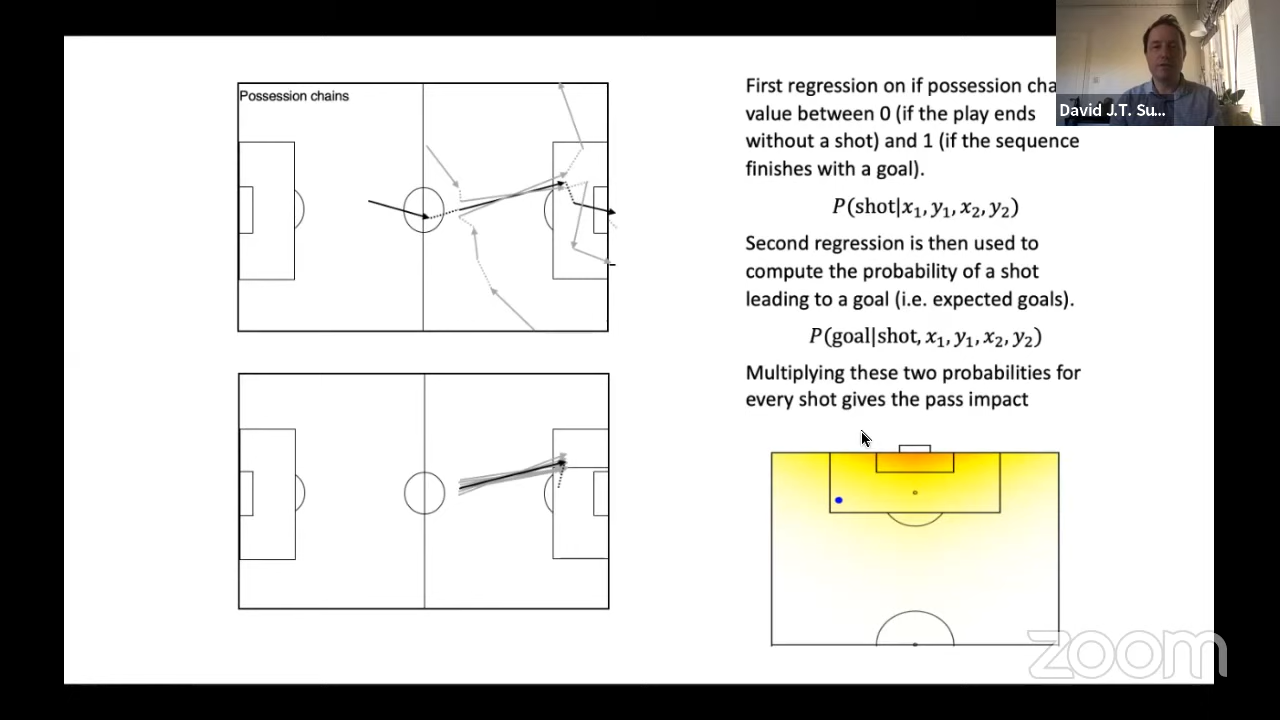 Possession chains
First regression on if possession cha
value between 0 (if the play ends
without a shot) and 1 (if the sequence
finishes with a goal).
P(shot|x₁, y₁, x₂, y₂)
Second regression is then used to
compute the probability of a shot
leading to a goal (i.e. expected goals).
P(goal|shot, x₁, y₁, x₂, y₂)
Multiplying these two probabilities for
every shot gives the pass impact
David J.T. Su...
zoom